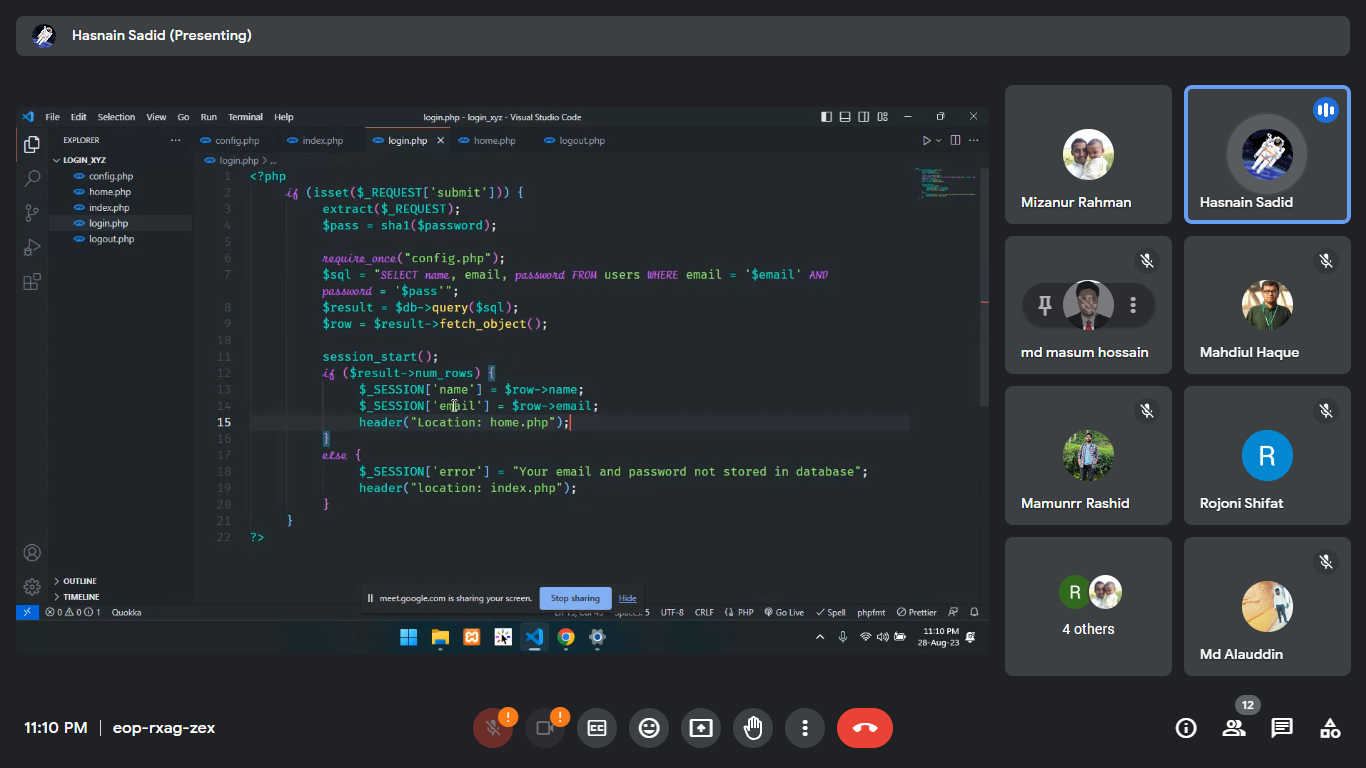 Hasnain Sadid (Presenting)
File Edit Selection View Go Run Terminal Help
login.php - login_xyz - Visual Studio Code
EXPLORER
LOGIN_XYZ
config.php
home.php
index.php
login.php
logout.php
OUTLINE
TIMELINE
config.php index.php login.php home.php logout.php
login.php > ...
1 <?php
2 if (isset($_REQUEST['submit'])) {
3 extract($_REQUEST);
4 $pass = sha1($password);
5
6 require_once("config.php");
7 $sql = "SELECT name, email, password FROM users WHERE email = '$email' AND
password = '$pass'";
8 $result = $db->query($sql);
9 $row = $result->fetch_object();
10
11 session_start();
12 if ($result->num_rows) {
13 $_SESSION['name'] = $row->name;
14 $_SESSION['email'] = $row->email;
15 header("Location: home.php");
16 }
17 else {
18 $_SESSION['error'] = "Your email and password not stored in database";
19 header("location: index.php");
20 }
21 }
22 ?>
meet.google.com is sharing your screen. Stop sharing Hide
0 0 1 Quokka
UTF-8 CRLF PHP Go Live Spell phpfmt Prettier
11:10 PM
28-Aug-23
Mizanur Rahman
Hasnain Sadid
md masum hossain
Mahdiul Haque
Mamunrr Rashid
R
Rojoni Shifat
R
4 others
Md Alauddin
11:10 PM | eop-rxag-zex
12